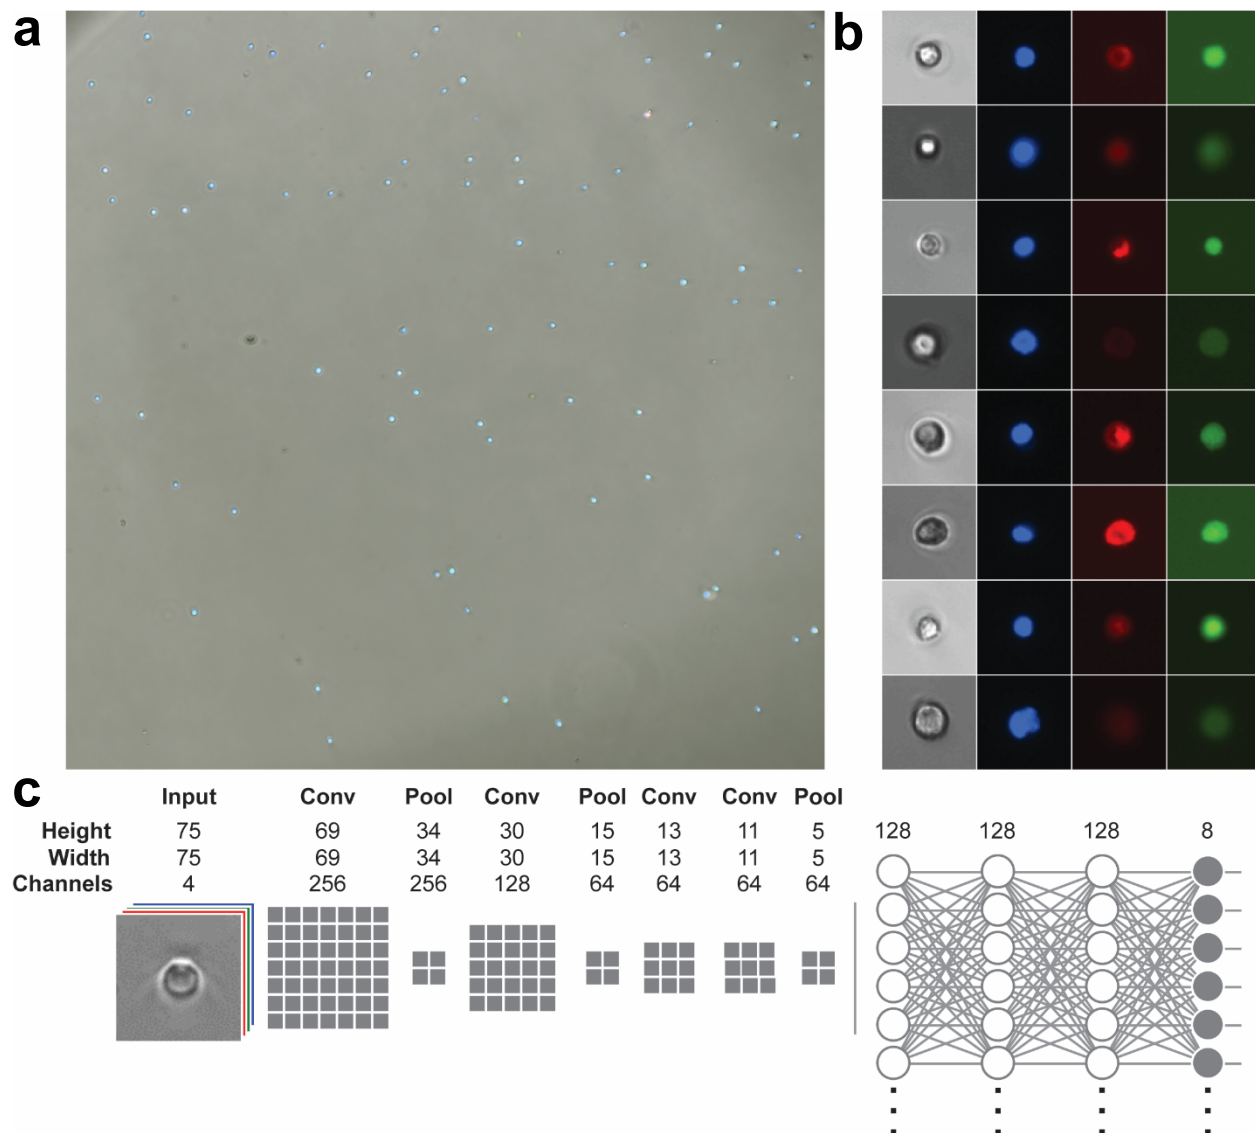 a
b
c
Input Conv Pool Conv Pool Conv Conv Pool
Height 75 69 34 30 15 13 11 5 128 128 128 8
Width 75 69 34 30 15 13 11 5
Channels 4 256 256 128 64 64 64 64